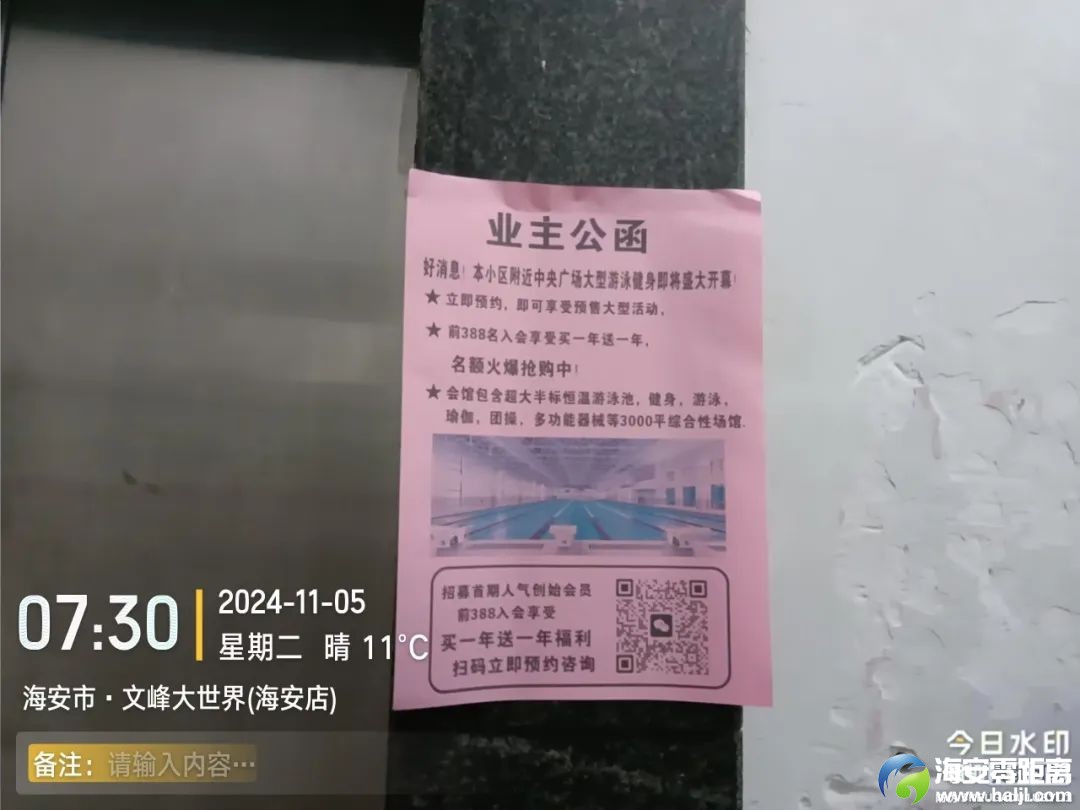 业主公函
好消息！本小区附近中央广场大型游泳健身即将盛大开幕！
★ 立即预约，即可享受预售大型活动，
★ 前388名入会享受买一年送一年，
名额火爆抢购中！
★ 会馆包含超大半标恒温游泳池，健身，游泳，
瑜伽，团操，多功能器械等3000平综合性场馆.
招募首期人气创始会员
前388入会享受
买一年送一年福利
扫码立即预约咨询
07:30
2024-11-05
星期二 晴 11°C
海安市·文峰大世界(海安店)
备注：请输入内容…
今日水印
海安零距离
www.haijl.com